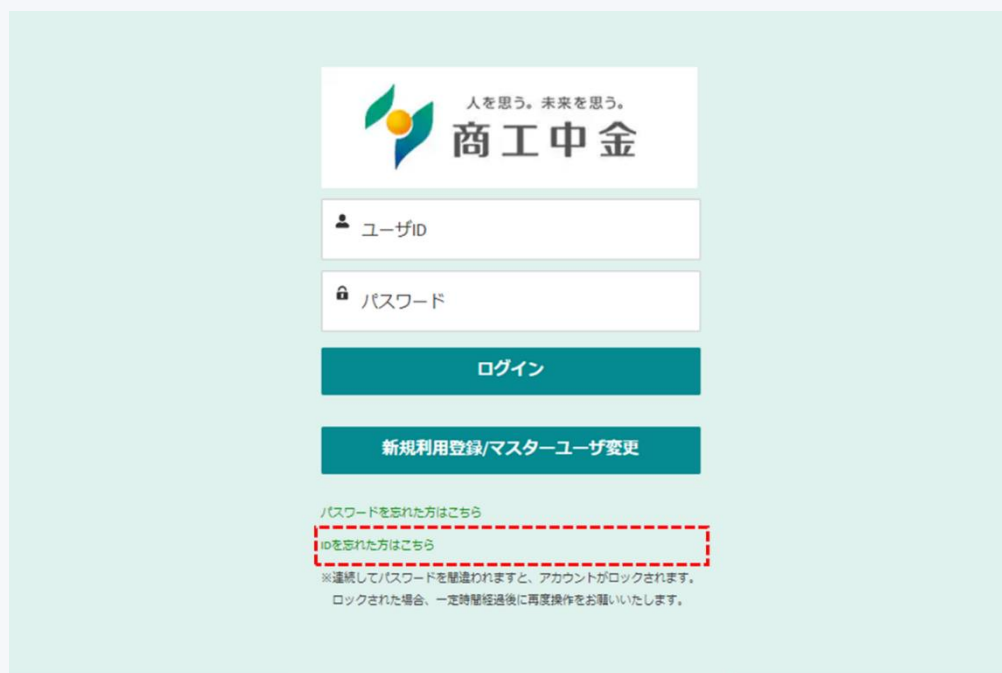 人を思う。未来を思う。
商工中金
ユーザID
パスワード
ログイン
新規利用登録/マスターユーザ変更
パスワードを忘れた方はこちら
IDを忘れた方はこちら
※連続してパスワードを間違われますと、アカウントがロックされます。
ロックされた場合、一定時間経過後に再度操作をお願いいたします。